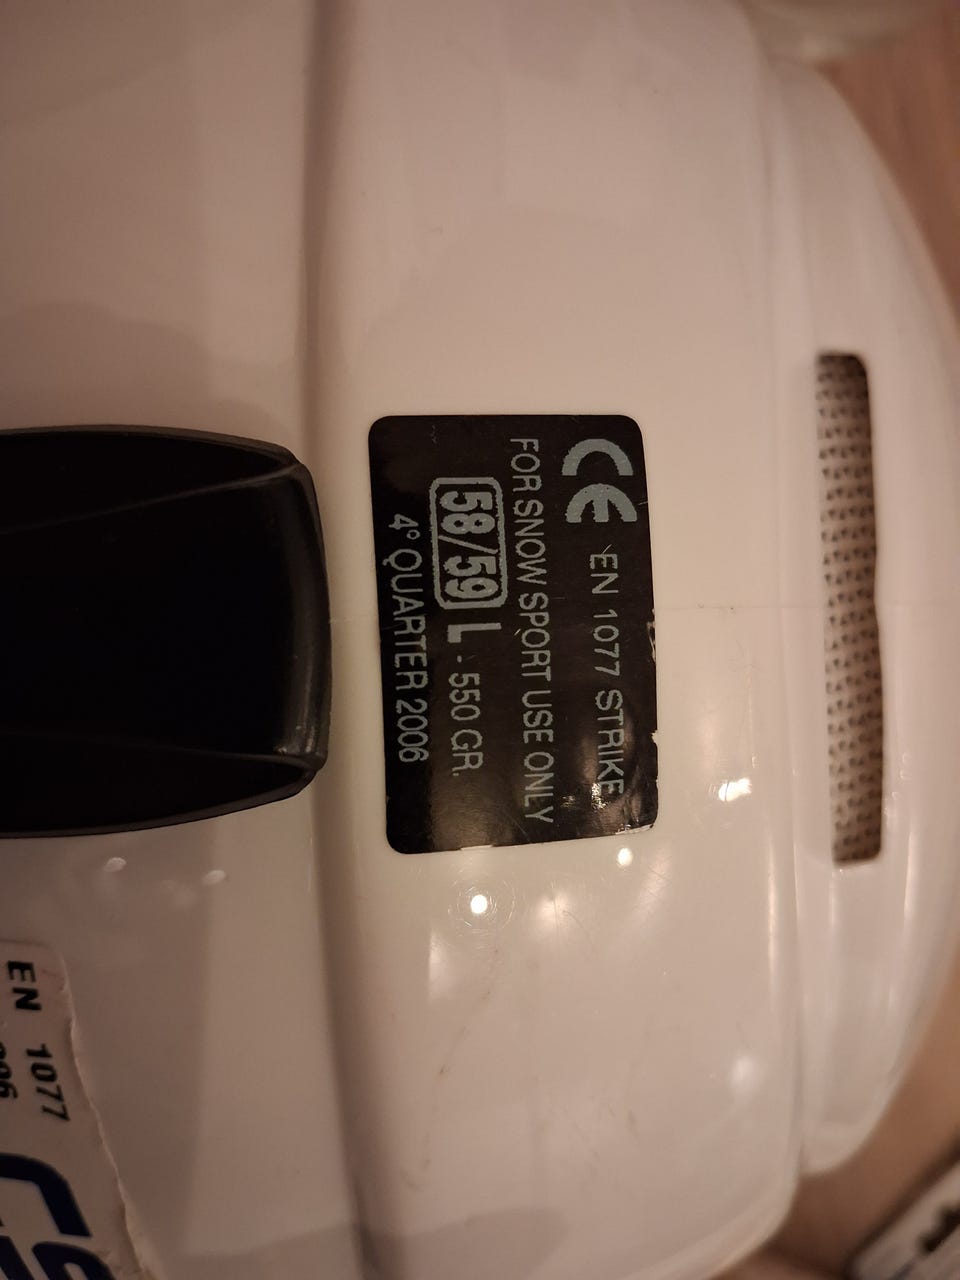 CE EN 1077 STRIKE
FOR SNOW SPORT USE ONLY
58/59 L - 550 GR.
4° QUARTER 2006
EN 1077